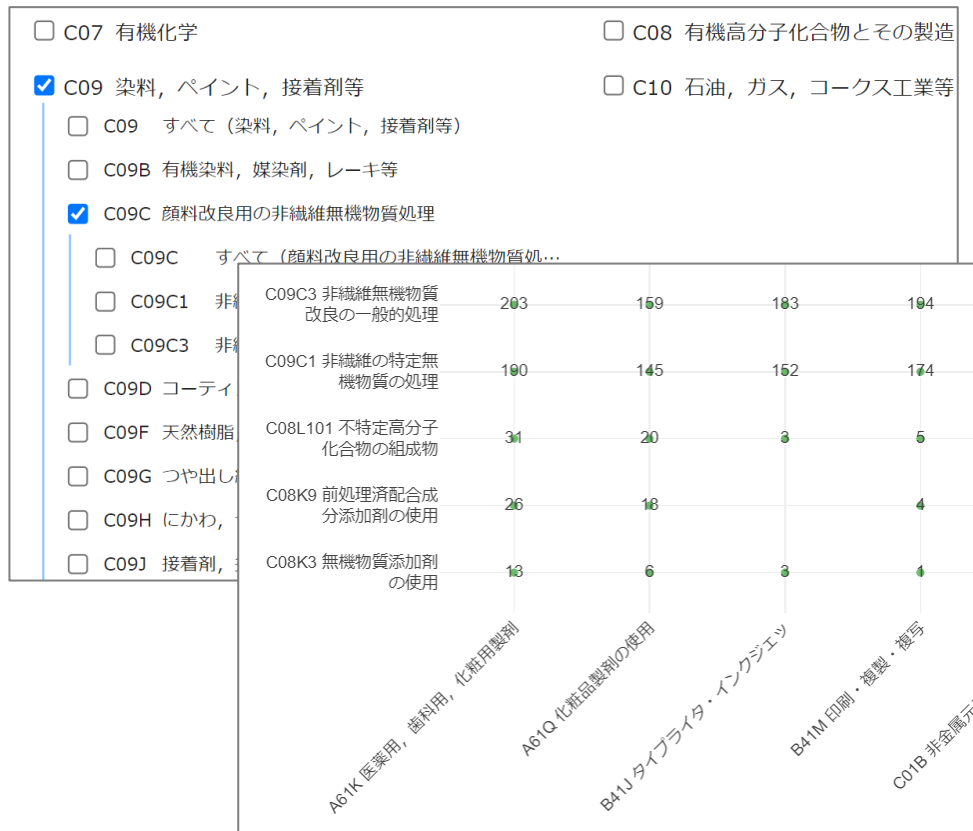 C07 有機化学
C08 有機高分子化合物とその製造
C09 染料，ペイント，接着剤等
C10 石油，ガス，コークス工業等
C09 すべて（染料，ペイント，接着剤等）
C09B 有機染料，媒染剤，レーキ等
C09C 顔料改良用の非繊維無機物質処理
C09C すべて（顔料改良用の非繊維無機物質処…
C09C1
C09C3
C09D コーティ
C09F 天然樹脂
C09G つや出し
C09H にかわ，
C09J 接着剤，
C09C3 非繊維無機物質
改良の一般的処理
203 159 183 194
C09C1 非繊維の特定無
機物質の処理
190 145 152 174
C08L101 不特定高分子
化合物の組成物
31 20 3 5
C08K9 前処理済配合成
分添加剤の使用
26 18 4
C08K3 無機物質添加剤
の使用
13 6 3 1
A61K 医薬用，歯科用，化粧用製剤
A61Q 化粧品製剤の使用
B41J タイプライタ・インクジェッ
B41M 印刷・複製・複写
C01B 非金属元